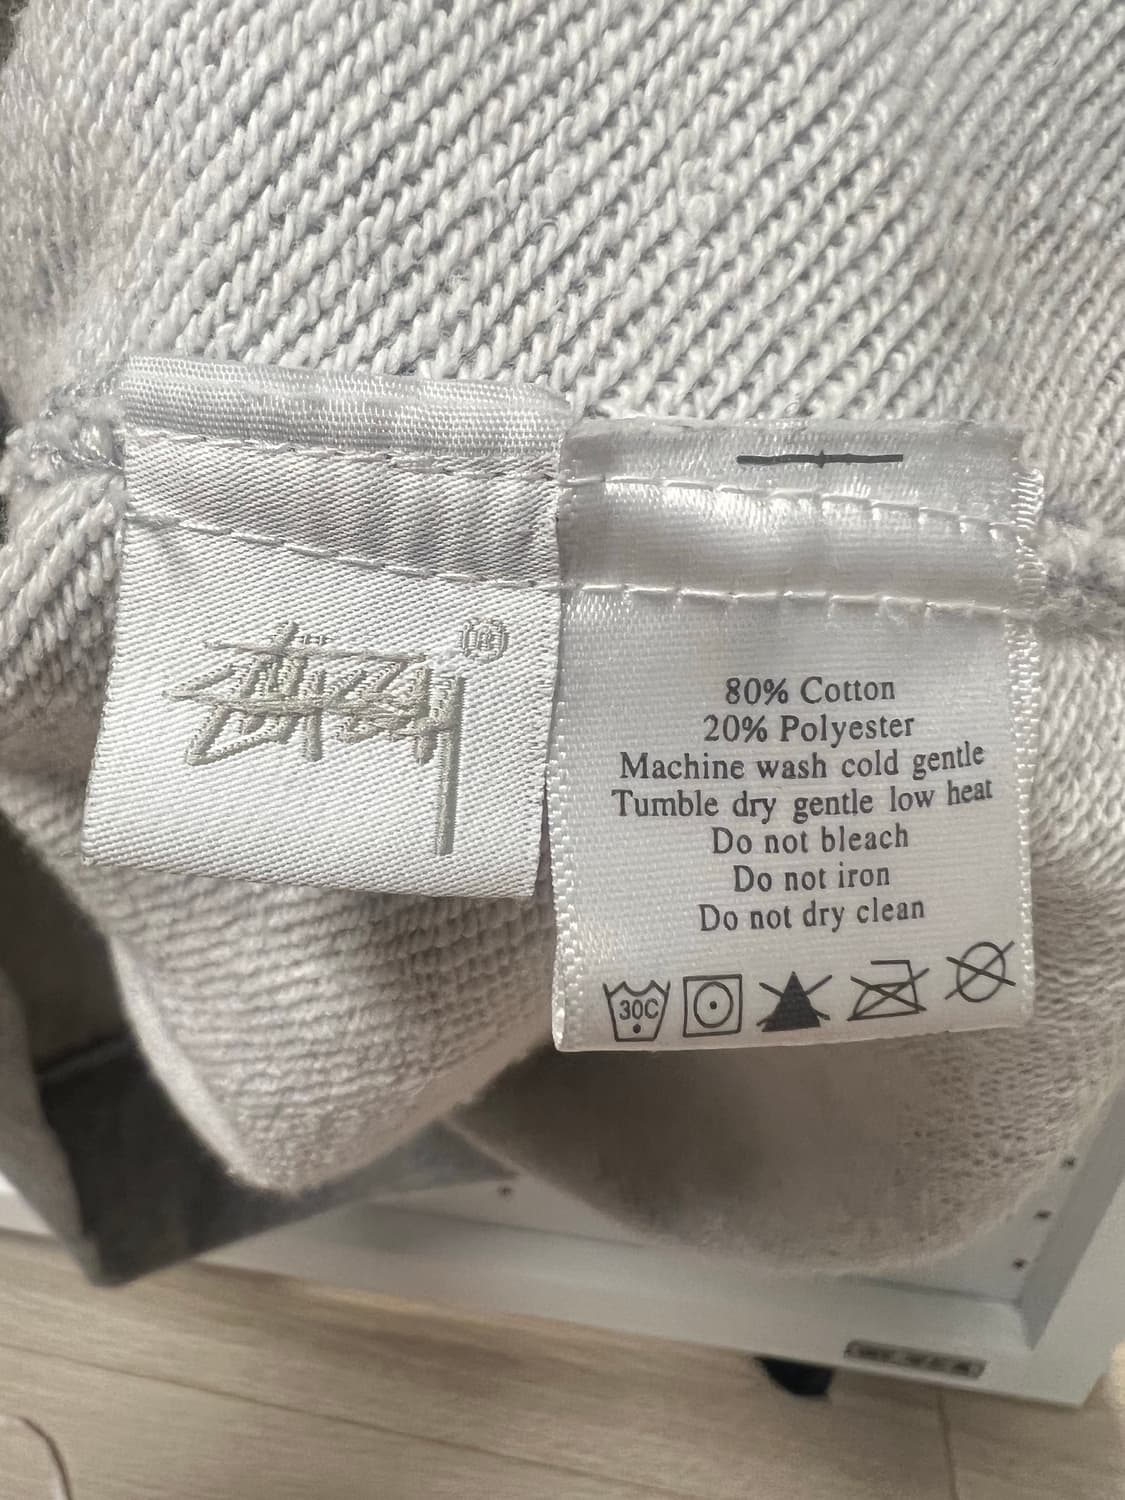 STÜSSY ®
80% Cotton
20% Polyester
Machine wash cold gentle
Tumble dry gentle low heat
Do not bleach
Do not iron
Do not dry clean
30C